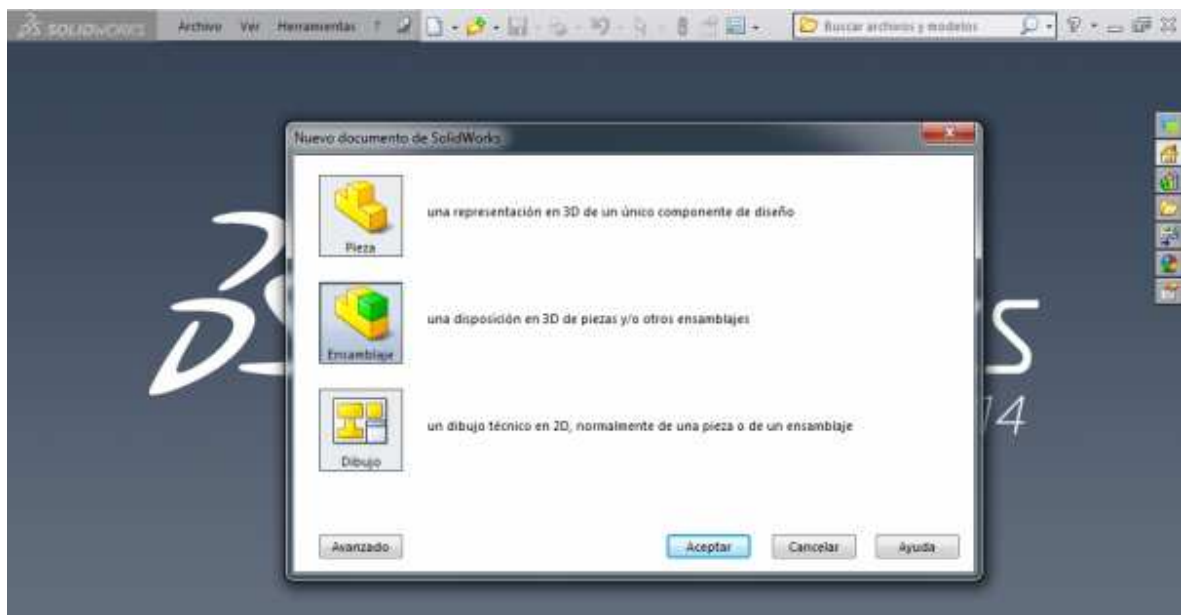 SOLIDWORKS Archivo Ver Herramientas ? Buscar archivos y modelos
Nuevo documento de SolidWorks
una representación en 3D de un único componente de diseño
Pieza
una disposición en 3D de piezas y/o otros ensamblajes
Ensamblaje
un dibujo técnico en 2D, normalmente de una pieza o de un ensamblaje
Dibujo
Avanzado Aceptar Cancelar Ayuda
S
14